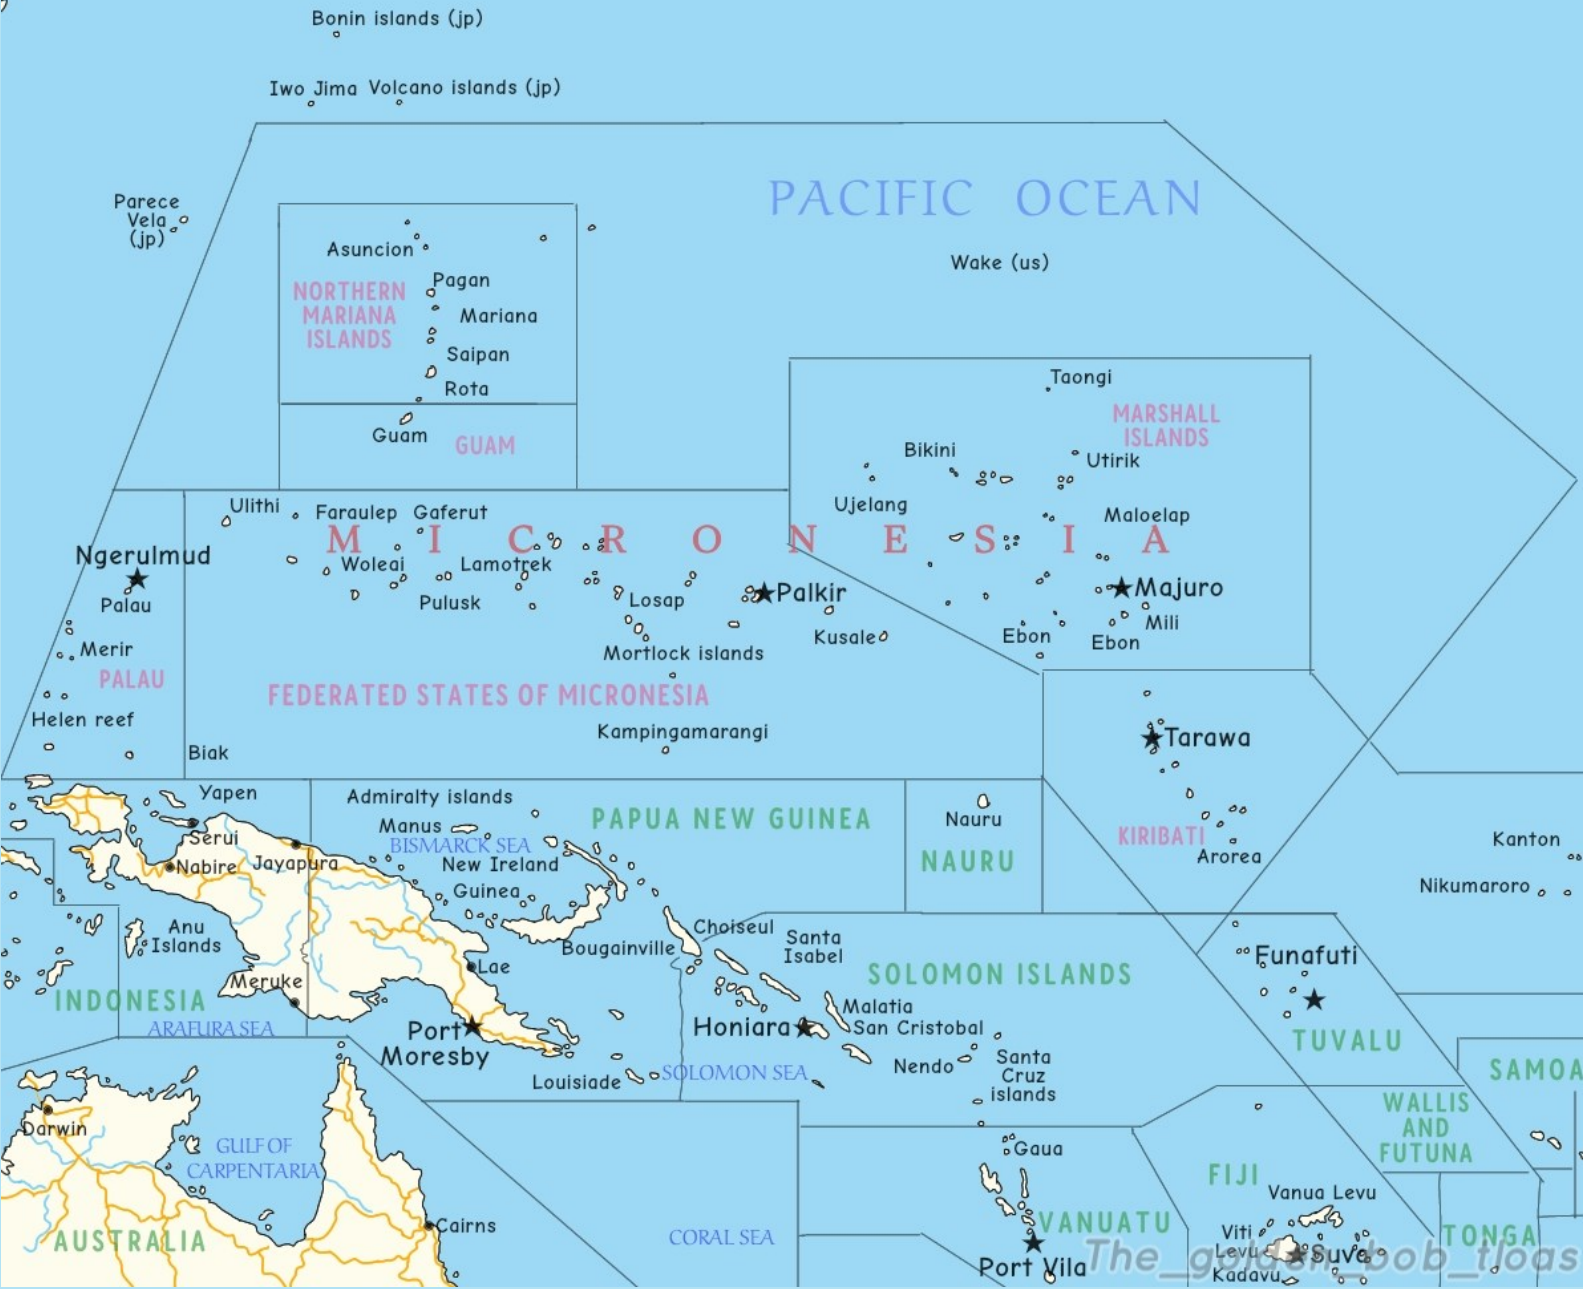 Bonin islands (jp)
Iwo Jima
Volcano islands (jp)
Parece
Vela
(jp)
PACIFIC OCEAN
Wake (us)
Asuncion
Pagan
NORTHERN
MARIANA
ISLANDS
Mariana
Saipan
Rota
Guam
GUAM
Taongi
MARSHALL
ISLANDS
Bikini
Utirik
Ujelang
Maloelap
Ulithi
Faraulep
Gaferut
MICRONESIA
Ngerulmud
Woleai
Lamotrek
Palau
Pulusk
Losap
Palkir
Majuro
Mili
Kusale
Ebon
Ebon
Merir
Mortlock islands
PALAU
FEDERATED STATES OF MICRONESIA
Helen reef
Kampingamarangi
Tarawa
Biak
Yapen
Admiralty islands
PAPUA NEW GUINEA
Nauru
Manus
BISMARCK SEA
Serui
KIRIBATI
Kanton
Nabire
Jayapura
New Ireland
NAURU
Arorea
Guinea
Nikumaroro
Anu
Islands
Choiseul
Bougainville
Santa
Isabel
Funafuti
Lae
SOLOMON ISLANDS
Meruke
INDONESIA
Malatia
ARAFURA SEA
Port
Moresby
Honiara
San Cristobal
TUVALU
Nendo
Santa
Cruz
islands
SOLOMON SEA
Louisiade
SAMOA
WALLIS
AND
FUTUNA
Darwin
GULF OF
CARPENTARIA
Gaua
FIJI
Vanua Levu
Cairns
VANUATU
AUSTRALIA
CORAL SEA
Viti
Levu
Suva
TONGA
Port Vila
Kadavu
The_golden_bob_tloas